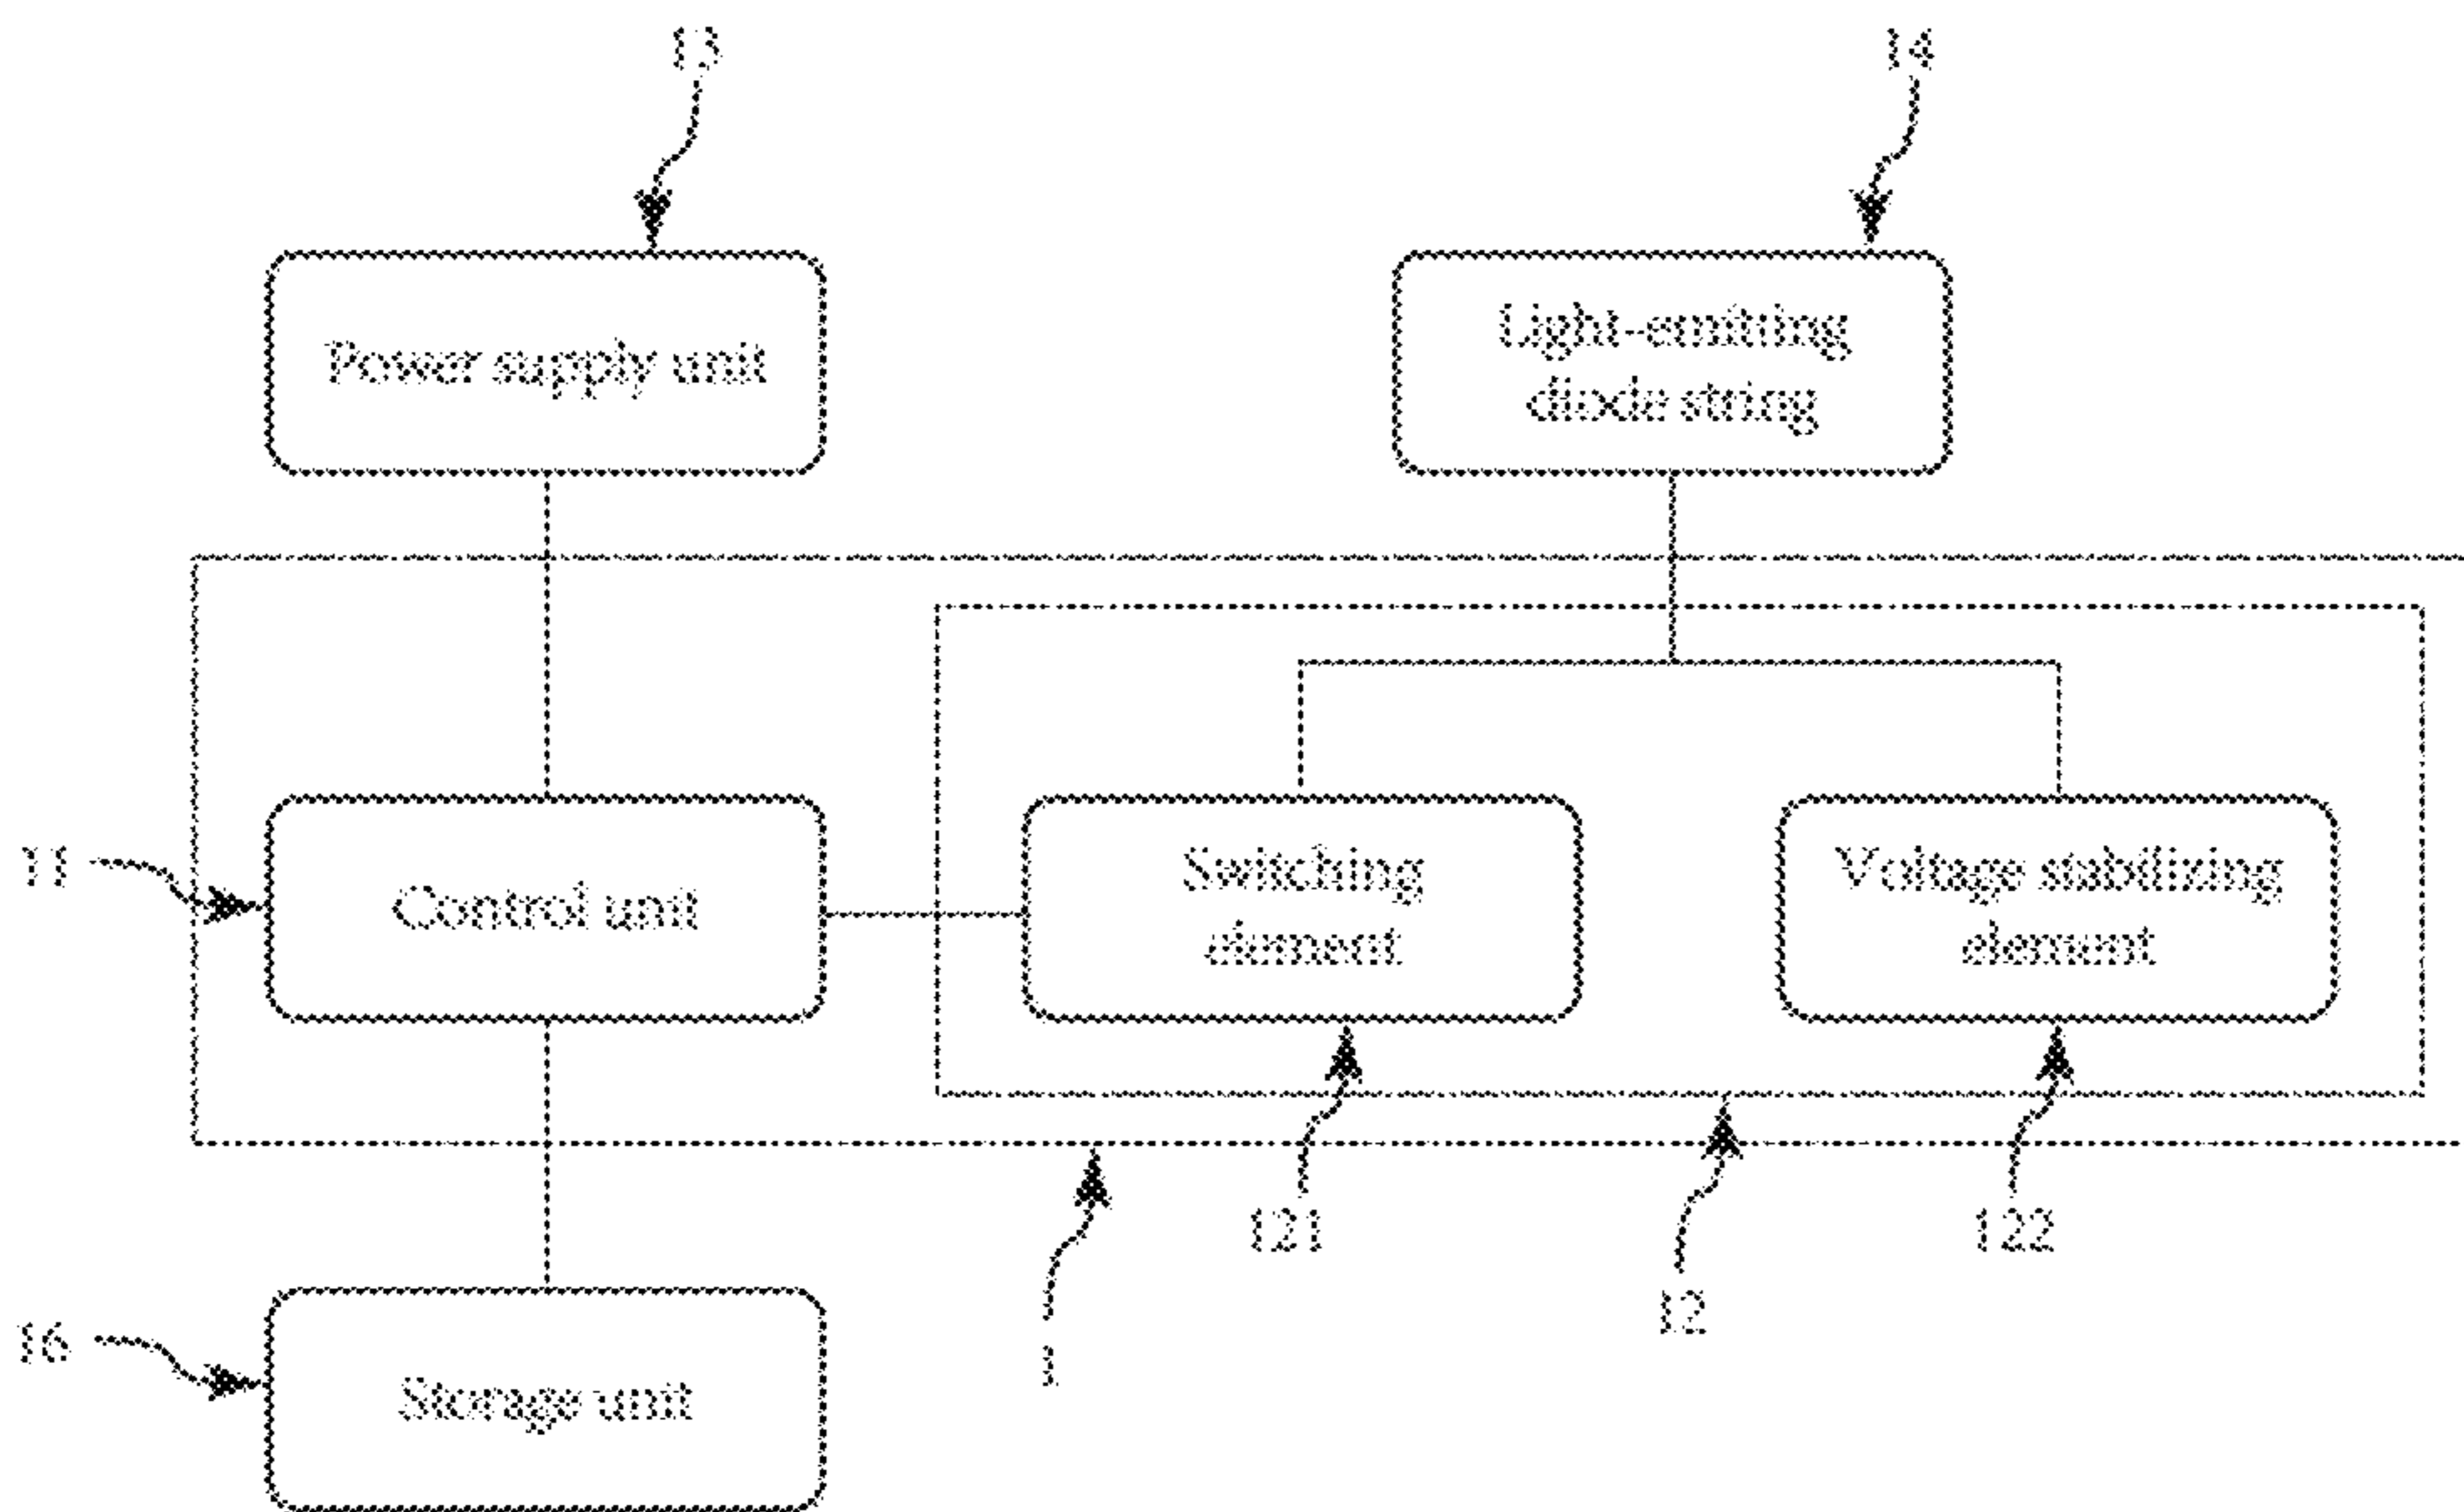 13
14
Power supply unit
Light-emitting
diode string
11
Control unit
Switching
element
Voltage stabilizing
element
121
122
12
1
16
Storage unit